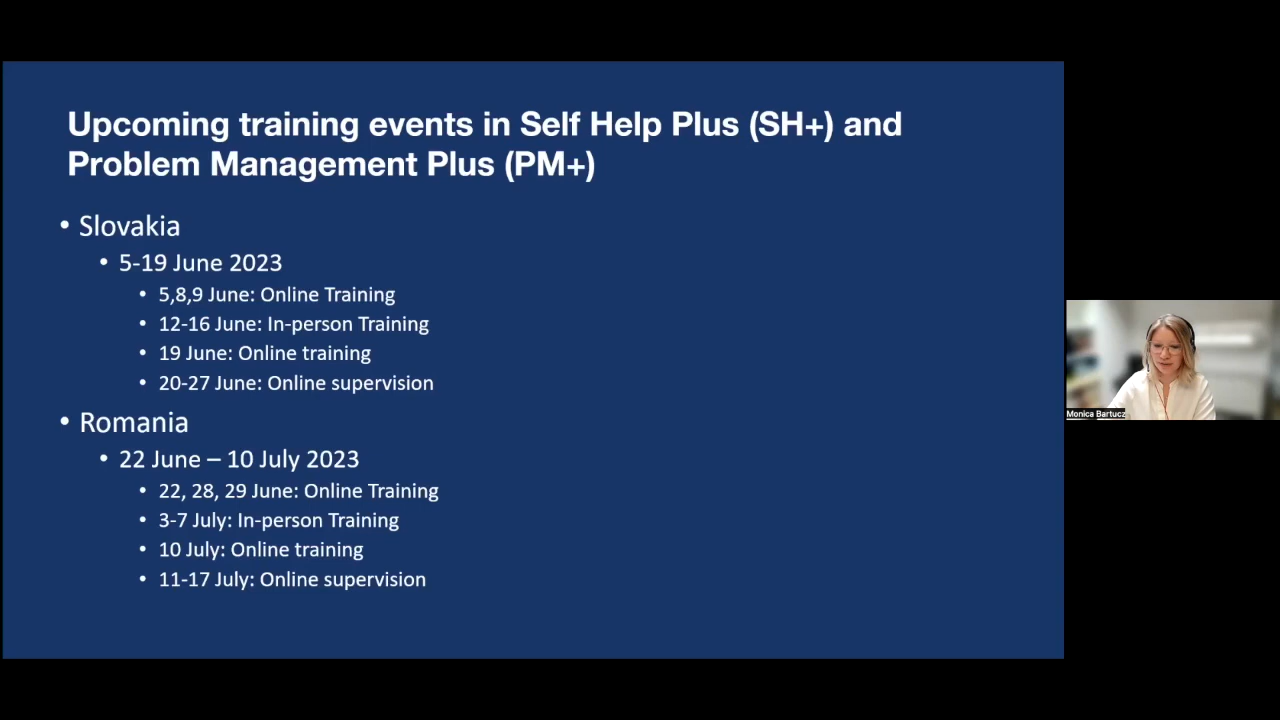 Upcoming training events in Self Help Plus (SH+) and
Problem Management Plus (PM+)
• Slovakia
• 5-19 June 2023
• 5,8,9 June: Online Training
• 12-16 June: In-person Training
• 19 June: Online training
• 20-27 June: Online supervision
• Romania
• 22 June – 10 July 2023
• 22, 28, 29 June: Online Training
• 3-7 July: In-person Training
• 10 July: Online training
• 11-17 July: Online supervision
Monica Bartucz